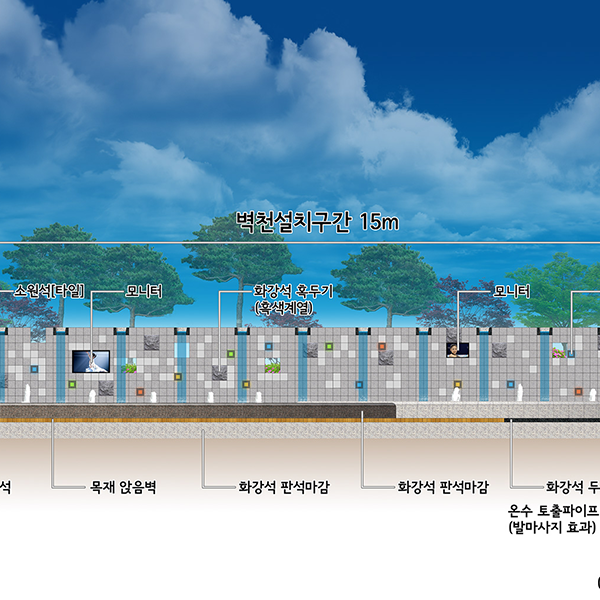 벽천설치구간 15m
소원석[타일]
모니터
화강석 혹두기
(흑색계열)
모니터
석
목재 앉음벽
화강석 판석마감
화강석 판석마감
화강석 두
온수 토출파이프
(발마사지 효과)